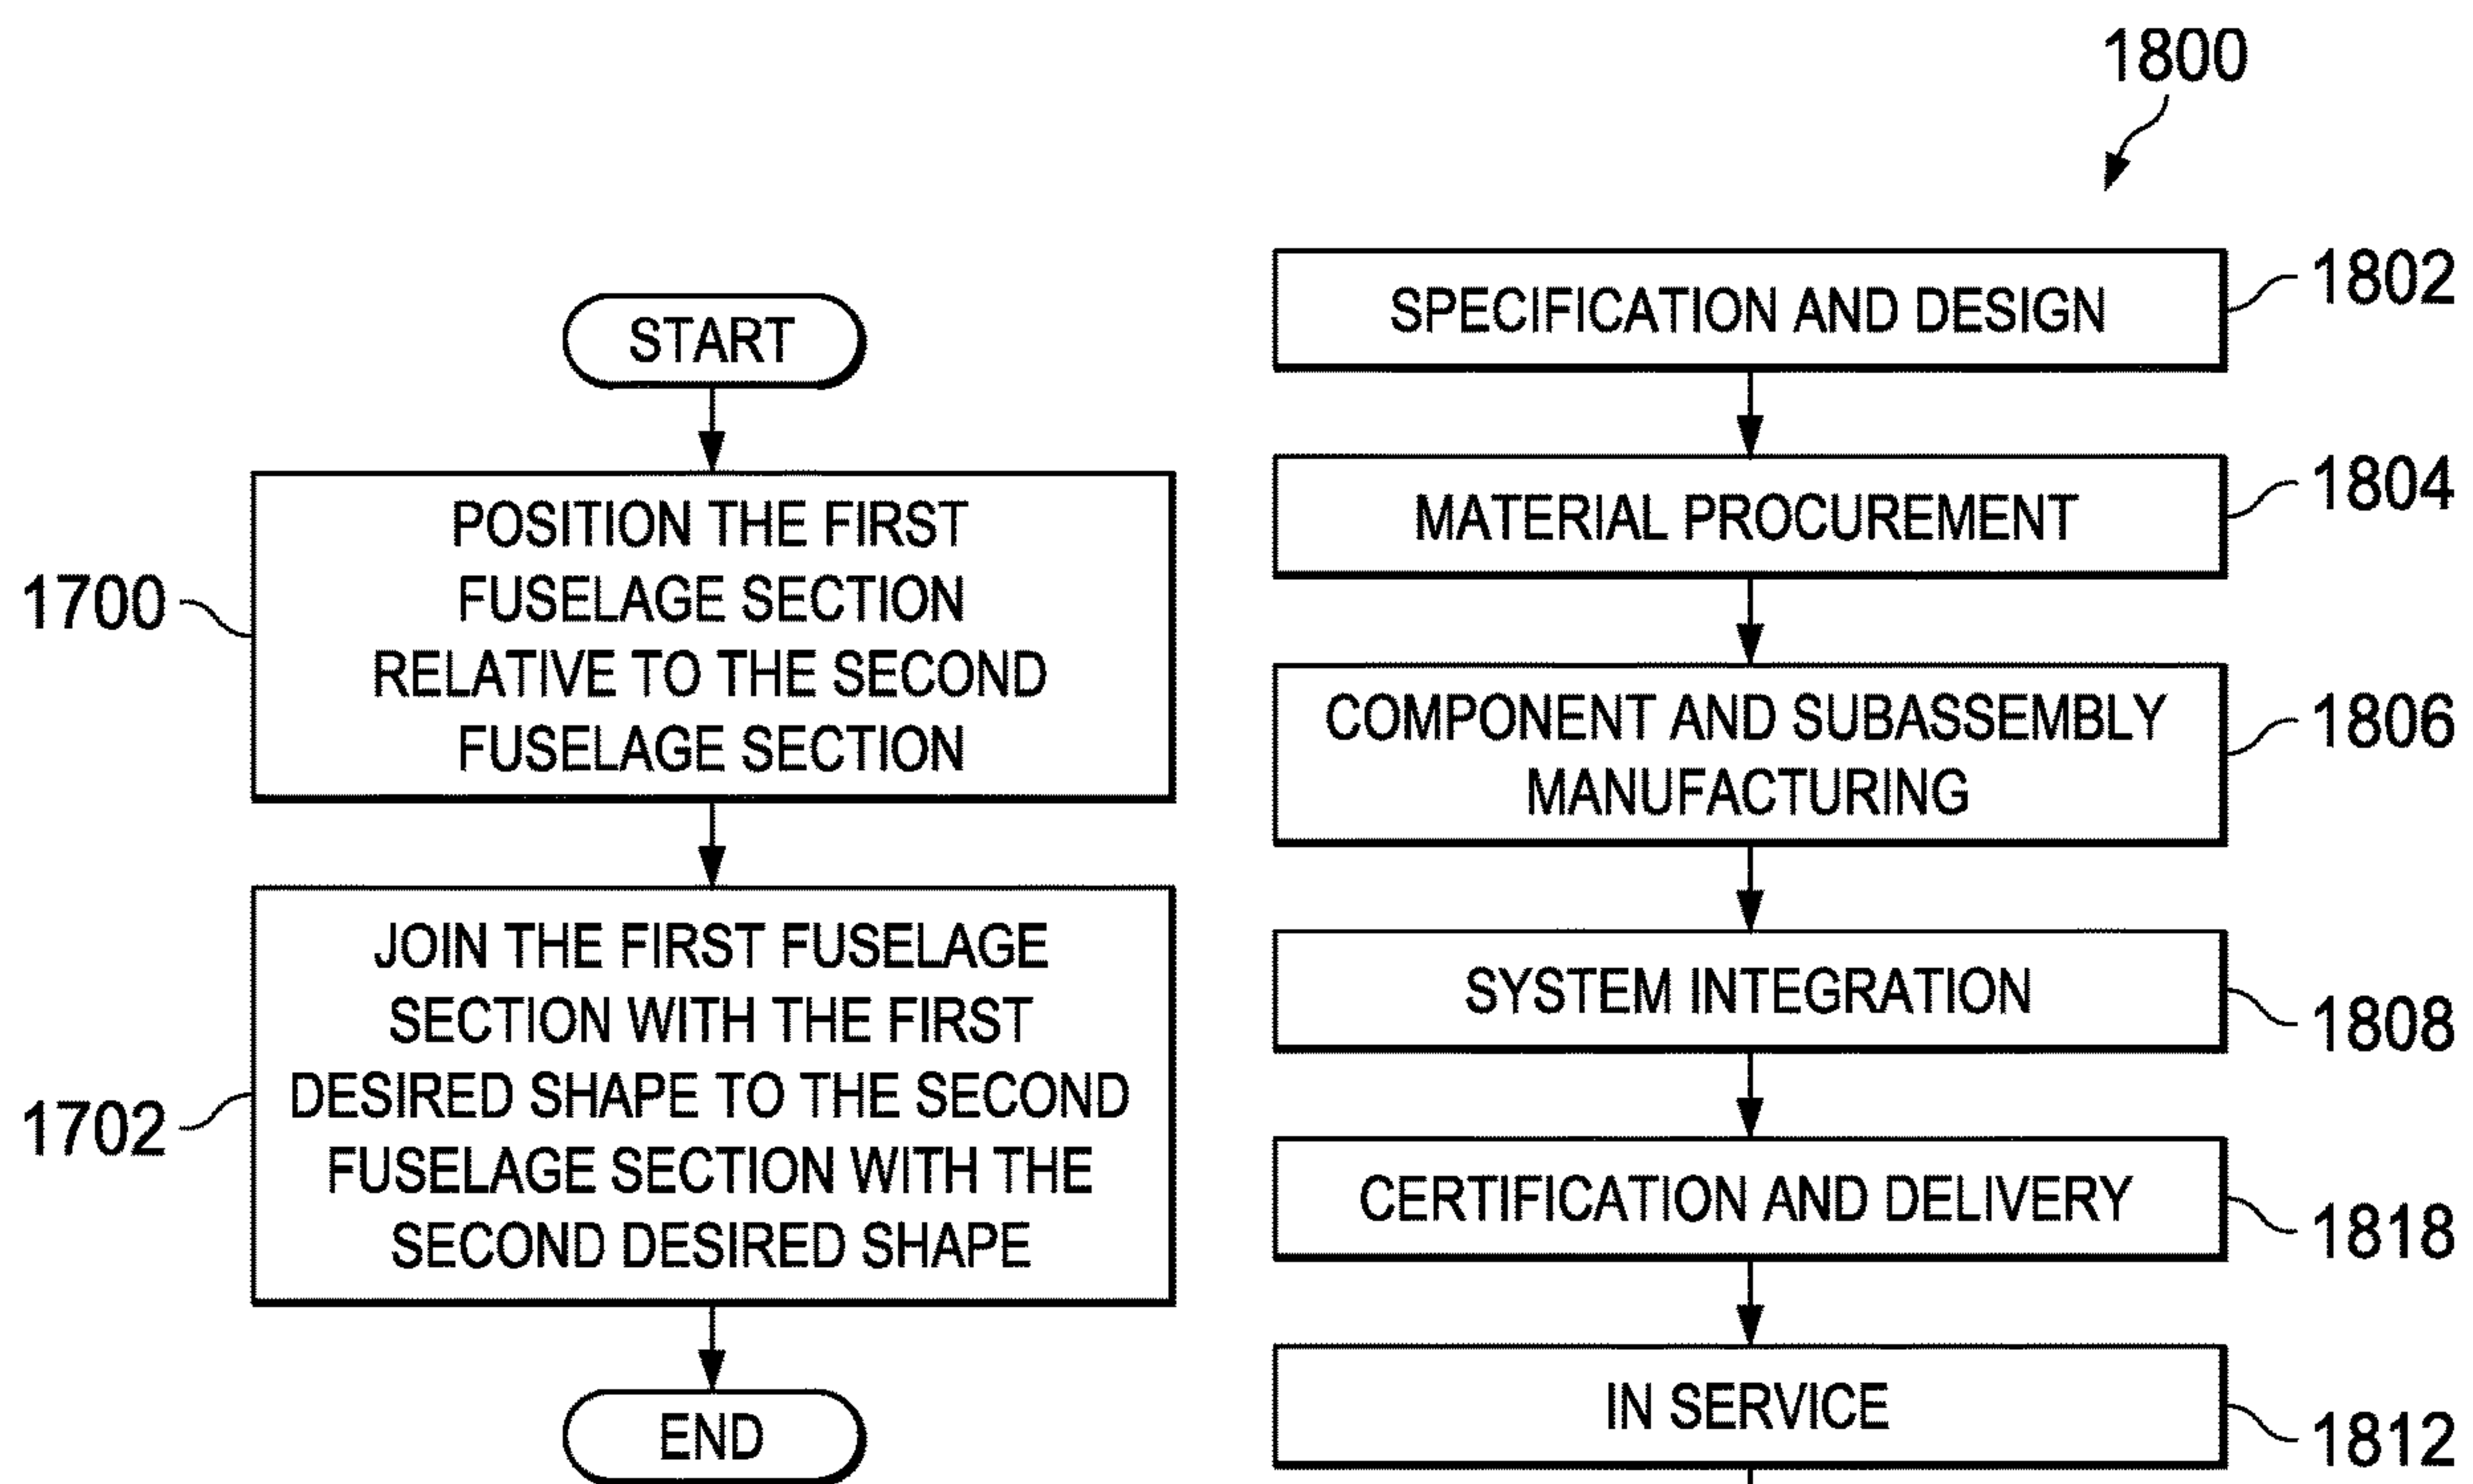 START
1700
POSITION THE FIRST
FUSELAGE SECTION
RELATIVE TO THE SECOND
FUSELAGE SECTION
1702
JOIN THE FIRST FUSELAGE
SECTION WITH THE FIRST
DESIRED SHAPE TO THE SECOND
FUSELAGE SECTION WITH THE
SECOND DESIRED SHAPE
END
1800
SPECIFICATION AND DESIGN
1802
MATERIAL PROCUREMENT
1804
COMPONENT AND SUBASSEMBLY
MANUFACTURING
1806
SYSTEM INTEGRATION
1808
CERTIFICATION AND DELIVERY
1818
IN SERVICE
1812